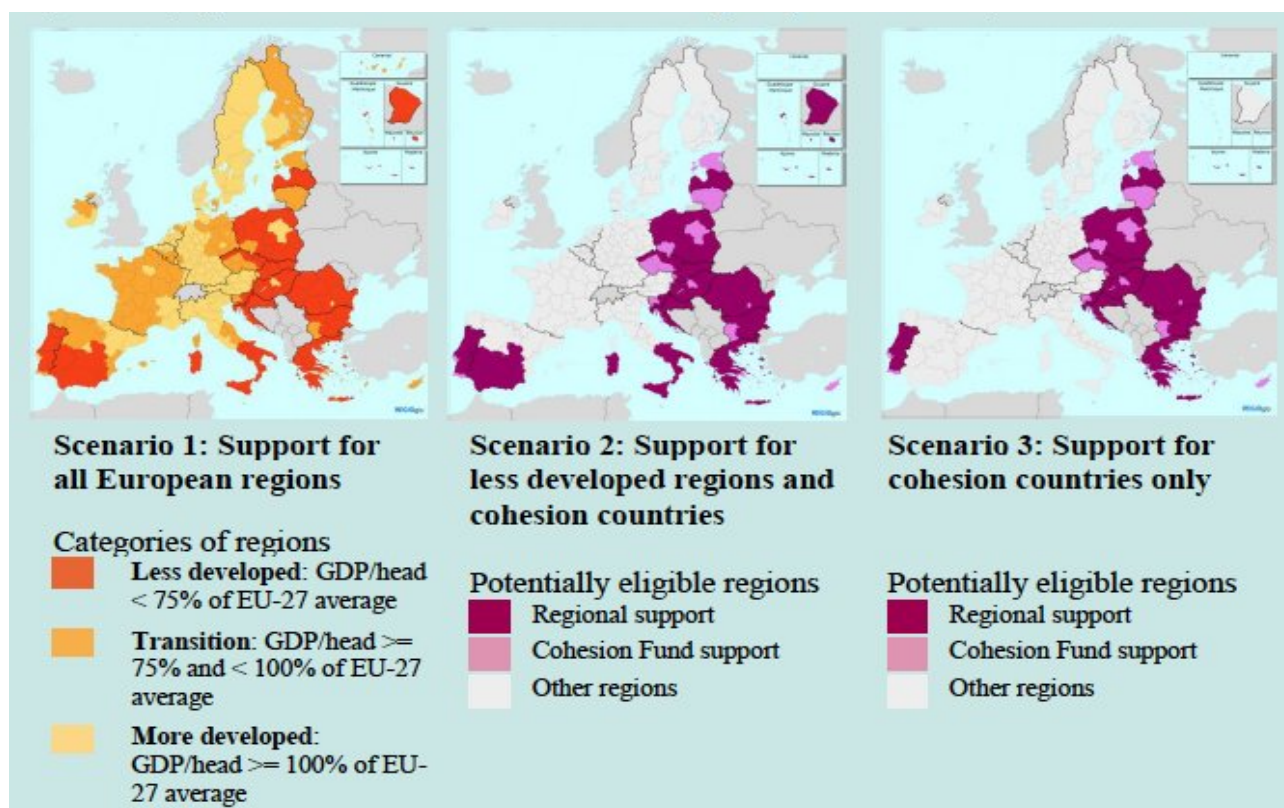 Scenario 1: Support for
all European regions
Categories of regions
Less developed: GDP/head
< 75% of EU-27 average
Transition: GDP/head >=
75% and < 100% of EU-27
average
More developed:
GDP/head >= 100% of EU-
27 average
Scenario 2: Support for
less developed regions and
cohesion countries
Potentially eligible regions
Regional support
Cohesion Fund support
Other regions
Scenario 3: Support for
cohesion countries only
Potentially eligible regions
Regional support
Cohesion Fund support
Other regions